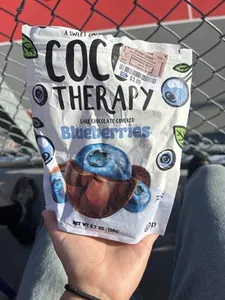 A SWEET
COCO
THERAPY
DARK CHOCOLATE COVERED
Blueberries
NET WT 6.7 OZ